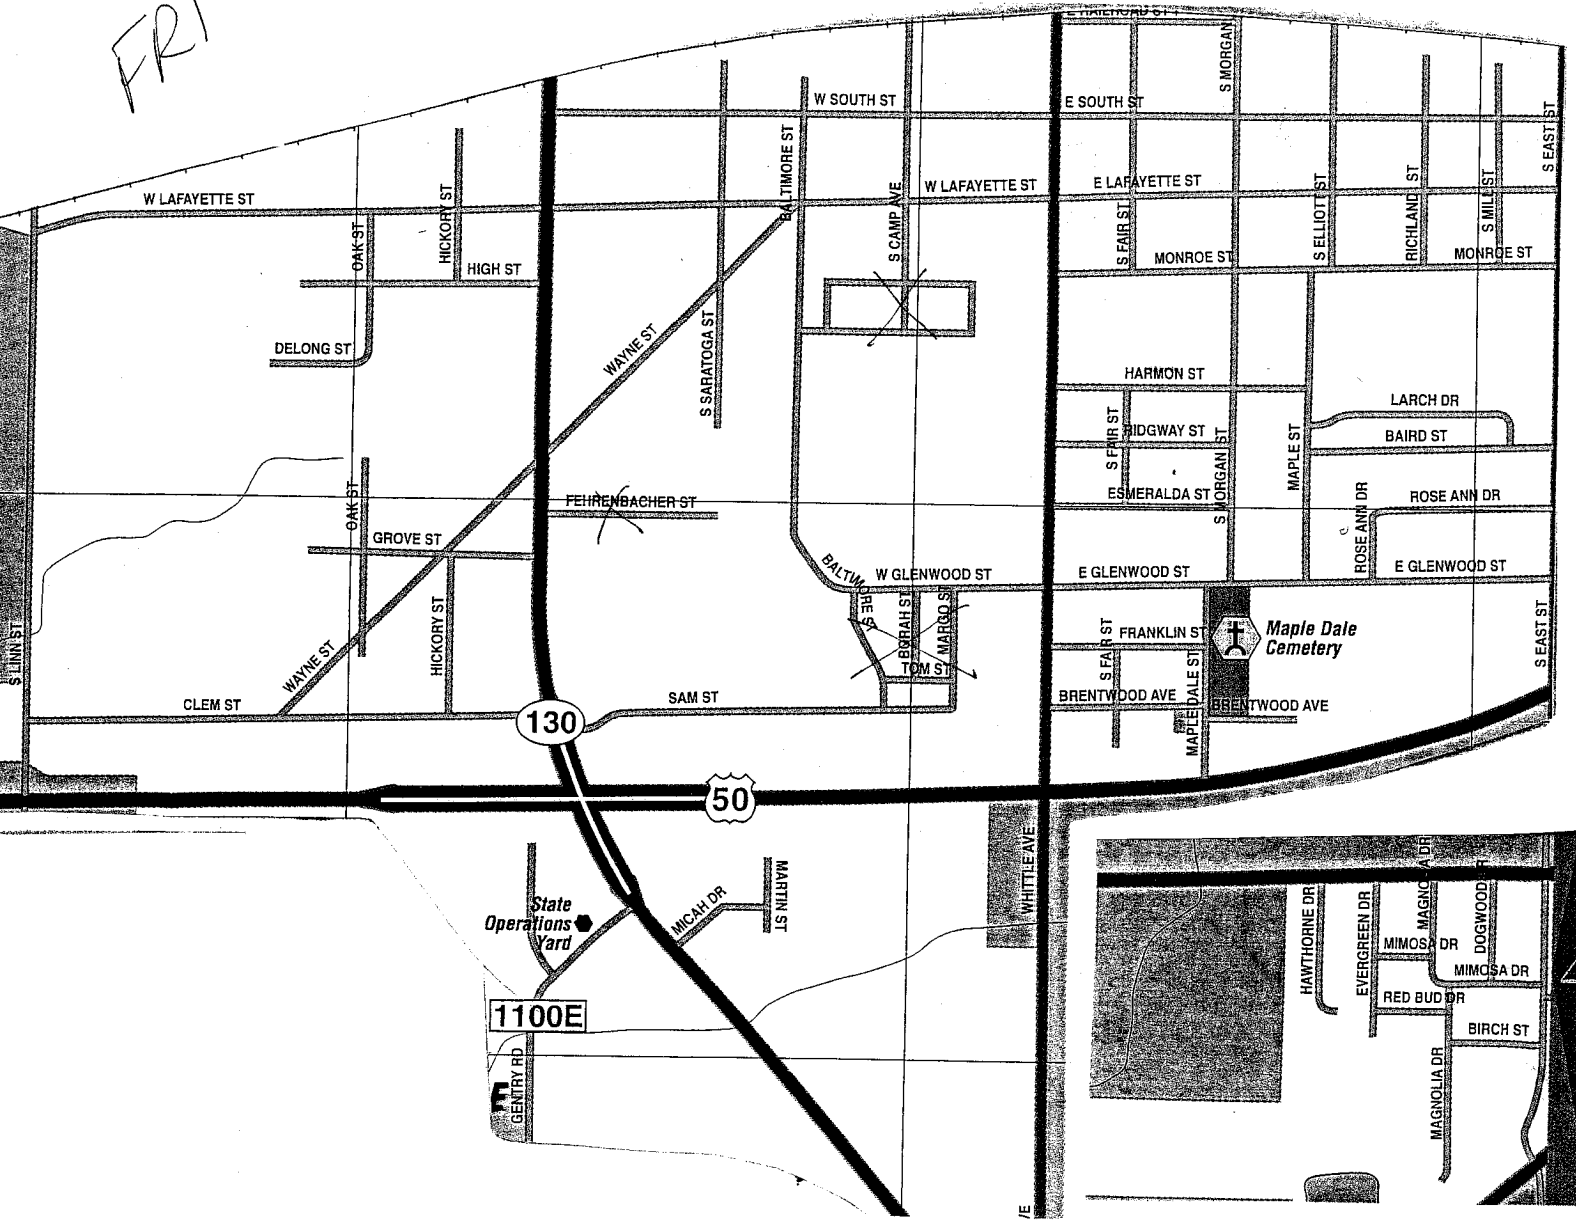 FRI
E RAILROAD ST
S MORGAN
W SOUTH ST
E SOUTH ST
S EAST ST
BALTIMORE ST
W LAFAYETTE ST
HICKORY ST
OAK ST
S CAMP AVE
W LAFAYETTE ST
E LAFAYETTE ST
S FAIR ST
S ELLIOTT ST
RICHLAND ST
S MILL ST
HIGH ST
MONROE ST
MONROE ST
DELONG ST
WAYNE ST
S SARATOGA ST
HARMON ST
LARCH DR
S FAIR ST
RIDGWAY ST
S MORGAN ST
MAPLE ST
BAIRD ST
OAK ST
FEHRENBACHER ST
ESMERALDA ST
ROSE ANN DR
ROSE ANN DR
GROVE ST
BALTIMORE ST
W GLENWOOD ST
E GLENWOOD ST
E GLENWOOD ST
HICKORY ST
BORAH ST
MARGO ST
S LINN ST
S FAIR ST
FRANKLIN ST
Maple Dale
Cemetery
S EAST ST
WAYNE ST
TOM ST
MAPLE DALE ST
CLEM ST
SAM ST
BRENTWOOD AVE
BRENTWOOD AVE
130
50
WHITTLE AVE
MARTIN ST
MICAH DR
State
Operations
Yard
HAWTHORNE DR
EVERGREEN DR
MAGNOLIA DR
DOGWOOD DR
MIMOSA DR
MIMOSA DR
RED BUD DR
BIRCH ST
1100E
GENTRY RD
E
MAGNOLIA DR
VE